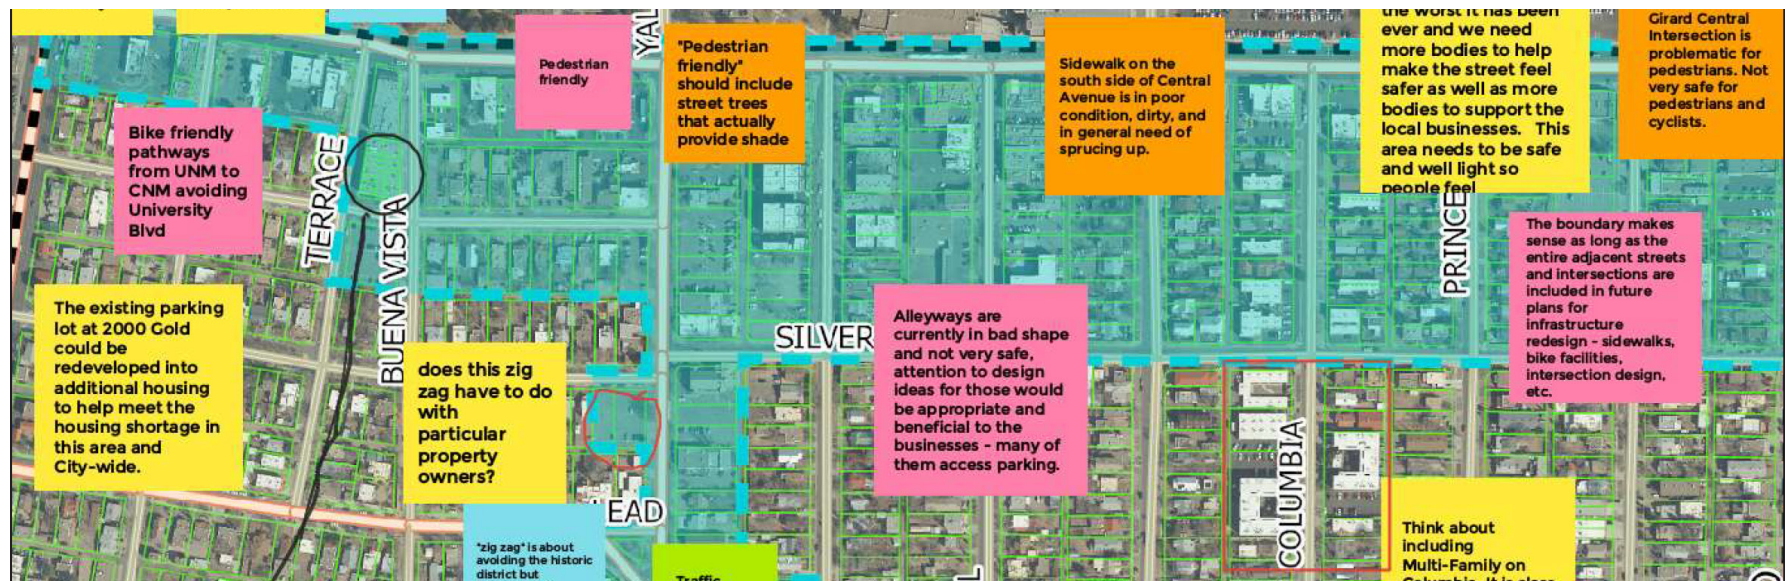 YAL
the worst it has been
ever and we need
more bodies to help
make the street feel
safer as well as more
bodies to support the
local businesses. This
area needs to be safe
and well light so
people feel
Girard Central
Intersection is
problematic for
pedestrians. Not
very safe for
pedestrians and
cyclists.
Pedestrian
friendly
"Pedestrian
friendly"
should include
street trees
that actually
provide shade
Sidewalk on the
south side of Central
Avenue is in poor
condition, dirty, and
in general need of
sprucing up.
Bike friendly
pathways
from UNM to
CNM avoiding
University
Blvd
TERRACE
BUENA VISTA
PRINCE
The boundary makes
sense as long as the
entire adjacent streets
and intersections are
included in future
plans for
infrastructure
redesign - sidewalks,
bike facilities,
intersection design,
etc.
The existing parking
lot at 2000 Gold
could be
redeveloped into
additional housing
to help meet the
housing shortage in
this area and
City-wide.
SILVER
Alleyways are
currently in bad shape
and not very safe,
attention to design
ideas for those would
be appropriate and
beneficial to the
businesses - many of
them access parking.
does this zig
zag have to do
with
particular
property
owners?
COLUMBIA
LEAD
"zig zag" is about
avoiding the historic
district but
Traffic
Think about
including
Multi-Family on
Columbia. It is close
L